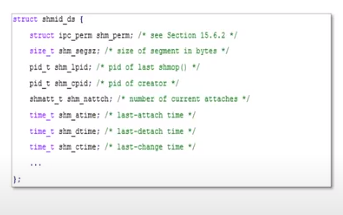 struct shmid_ds {
struct ipc_perm shm_perm; /* see Section 15.6.2 */
size_t shm_segsz; /* size of segment in bytes */
pid_t shm_lpid; /* pid of last shmop() */
pid_t shm_cpid; /* pid of creator */
shmatt_t shm_nattch; /* number of current attaches */
time_t shm_atime; /* last-attach time */
time_t shm_dtime; /* last-detach time */
time_t shm_ctime; /* last-change time */
...
};